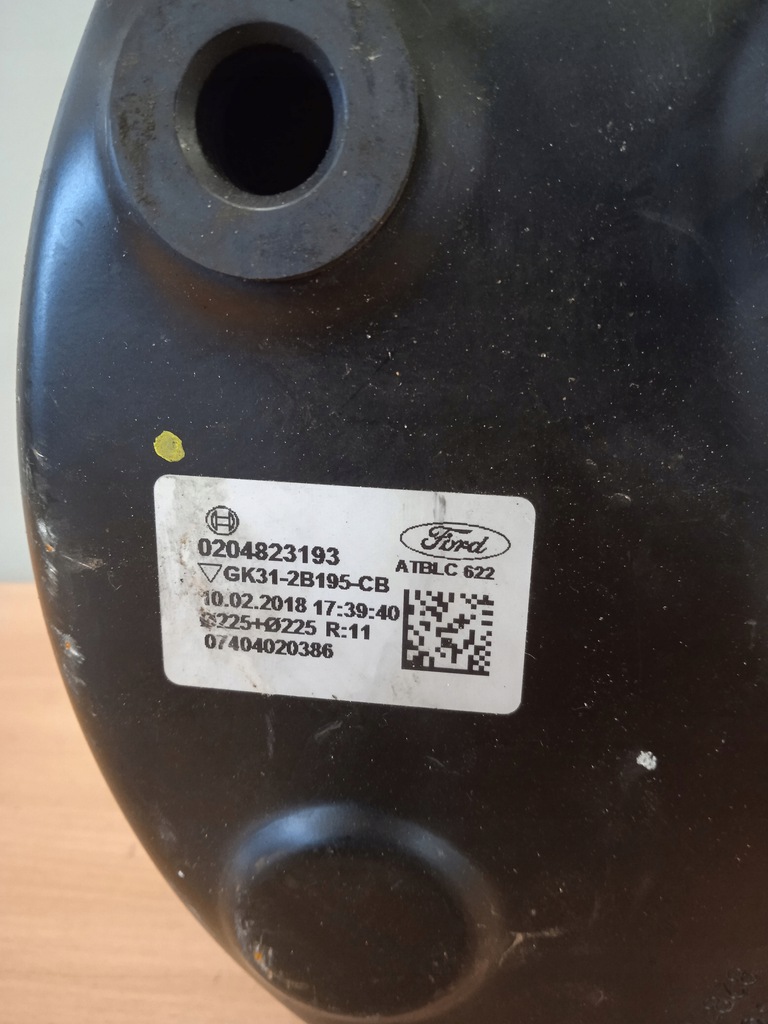 0204823193
▽GK31-2B195-CB
10.02.2018 17:39:40
Ø225+Ø225 R:11
07404020386
Ford
ATBLC 622